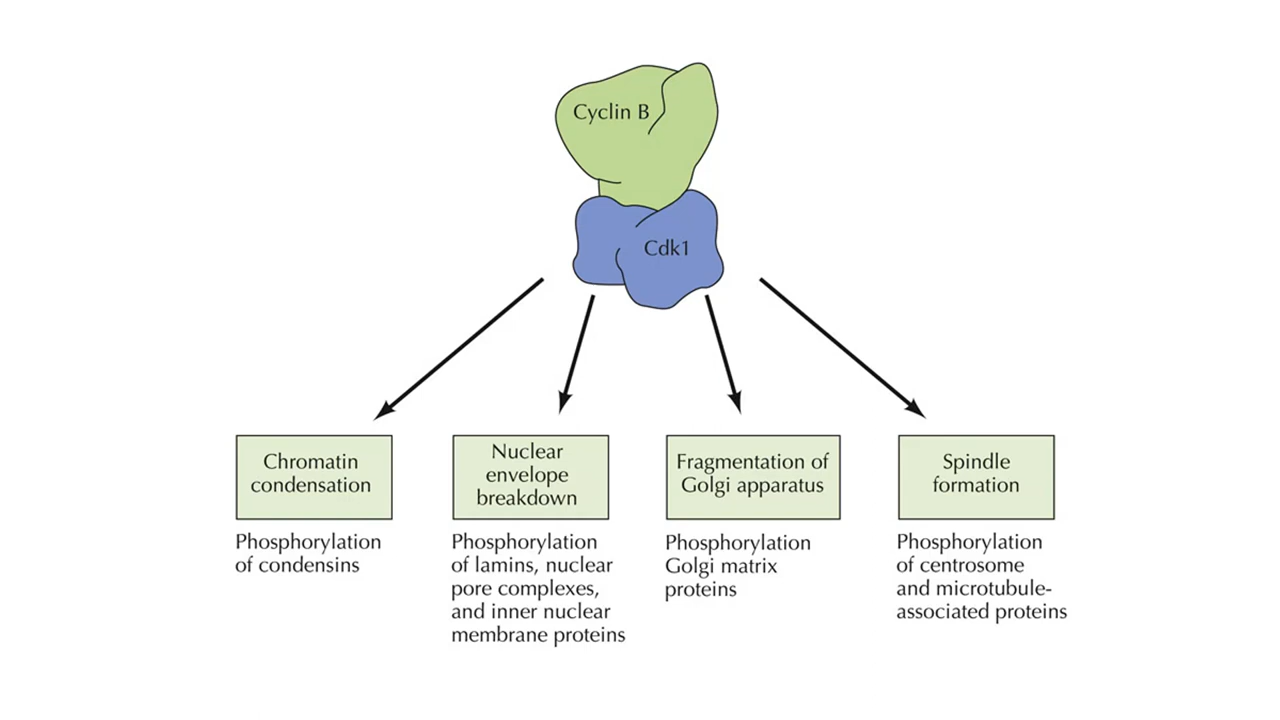 Cyclin B
Cdk1
Chromatin
condensation
Phosphorylation
of condensins
Nuclear
envelope
breakdown
Phosphorylation
of lamins, nuclear
pore complexes,
and inner nuclear
membrane proteins
Fragmentation of
Golgi apparatus
Phosphorylation
Golgi matrix
proteins
Spindle
formation
Phosphorylation
of centrosome
and microtubule-
associated proteins